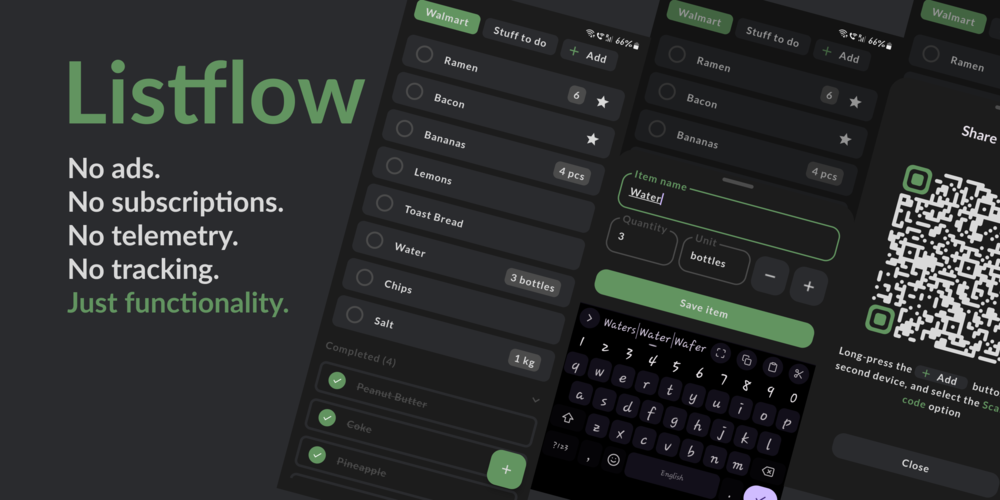 Listflow
No ads.
No subscriptions.
No telemetry.
No tracking.
Just functionality.
66%
Walmart
Stuff to do
+ Add
Ramen
6
Bacon
Bananas
4 pcs
Lemons
Toast Bread
Water
3 bottles
Chips
Salt
1 kg
Completed (4)
Peanut Butter
Coke
Pineapple
+
66%
Walmart
Stuff to do
+ Add
Ramen
6
Bacon
Bananas
4 pcs
Item name
Water
Quantity
3
Unit
bottles
−
+
Save item
Waters Water Wafer
1 2 3 4 5 6 7 8 9 0
q w e r t y u i o p
a s d f g h j k l
z x c v b n m
?123 , English .
Walmart
Ramen
Share
Long-press the + Add
second device, and select the
code option
Close